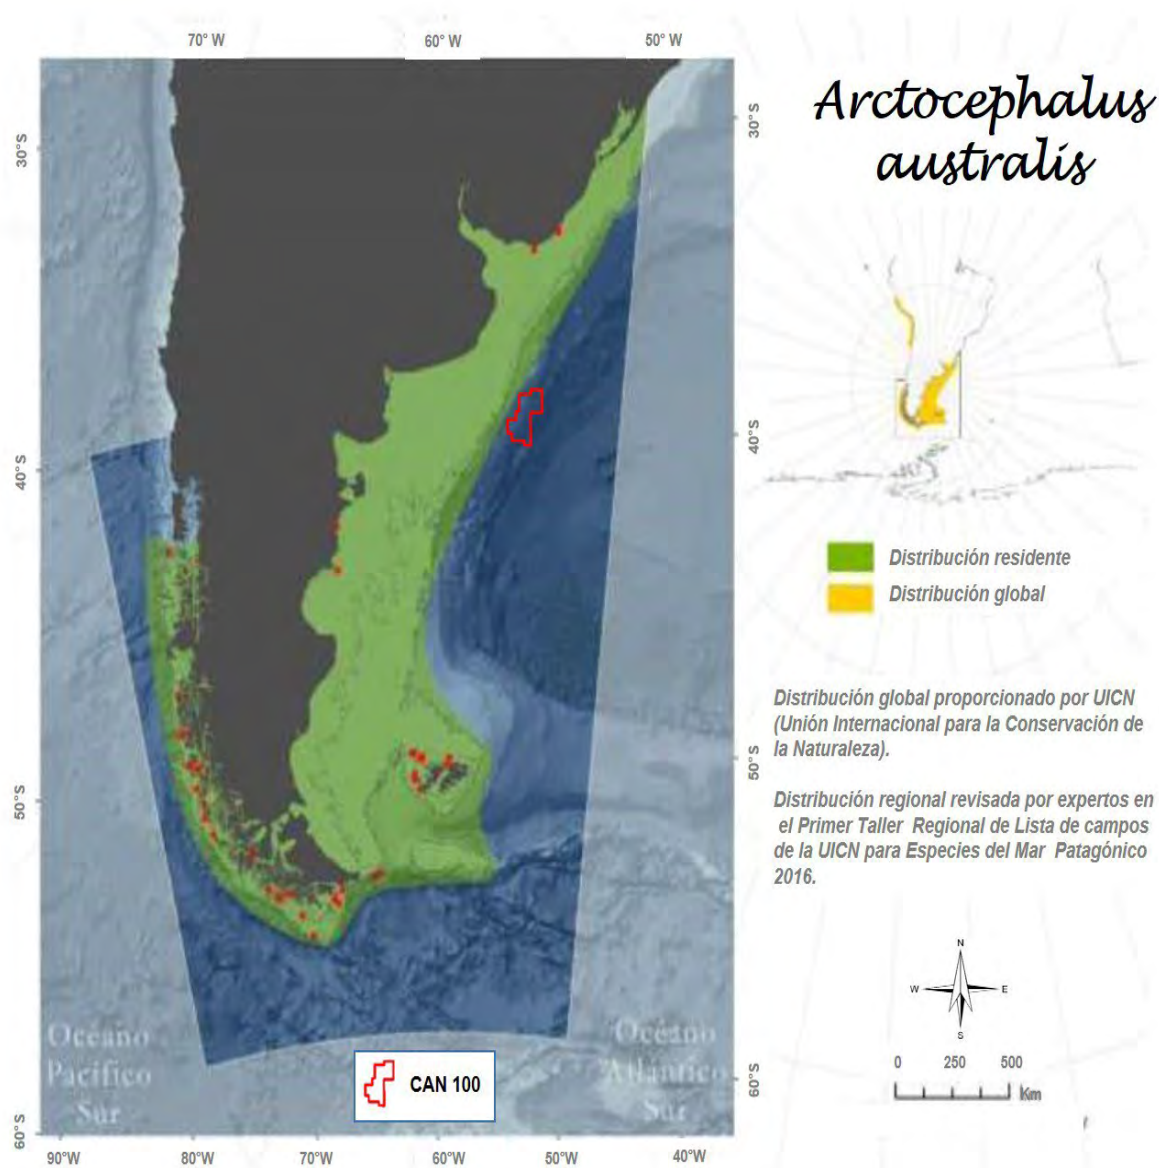 70° W 60° W 50° W
Arctocephalus
australis
30°S
30°S
40°S
40°S
Distribución residente
Distribución global
Distribución global proporcionado por UICN
(Unión Internacional para la Conservación de
la Naturaleza).
50°S
50°S
Distribución regional revisada por expertos en
el Primer Taller Regional de Lista de campos
de la UICN para Especies del Mar Patagónico
2016.
N
W E
S
Océano
Pacífico
Sur
Océano
Atlántico
Sur
CAN 100
0 250 500
Km
60°S
60°S
90°W 80°W 70°W 60°W 50°W 40°W